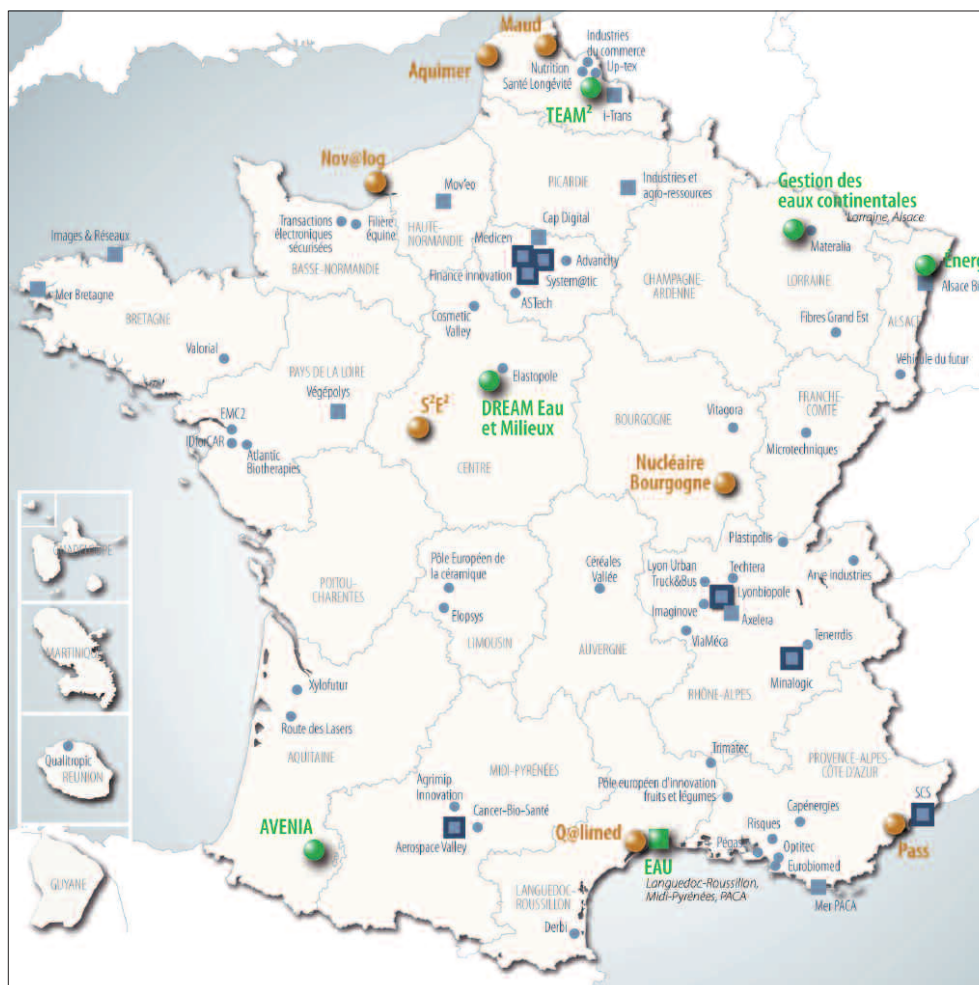 Maud
Aquimer
Industries
du commerce
Up-tex
Nutrition
Santé Longévité
TEAM²
i-Trans
Nov@log
Mov'eo
PICARDIE
Industries et
agro-ressources
Gestion des
eaux continentales
Lorraine, Alsace
Materalia
Transactions
électroniques
sécurisées
Filière
équine
HAUTE-
NORMANDIE
BASSE-NORMANDIE
Cap Digital
Medicen
Advancity
Finance innovation
System@tic
ASTech
Cosmetic
Valley
CHAMPAGNE-
ARDENNE
LORRAINE
Énerg
Alsace B
ALSAC
Fibres Grand Est
Véhicule du futur
Images & Réseaux
Mer Bretagne
BRETAGNE
Valorial
PAYS DE LA LOIRE
Végépolys
EMC2
IDforCAR
Atlantic
Biotherapies
Elastopole
DREAM Eau
et Milieux
S²E²
CENTRE
BOURGOGNE
Vitagora
FRANCHE-
COMTÉ
Microtechniques
Nucléaire
Bourgogne
Plastipolis
POITOU-
CHARENTES
Pôle Européen de
la céramique
Elopsys
LIMOUSIN
Céréales
Vallée
AUVERGNE
Lyon Urban
Truck&Bus
Techtera
Lyonbiopole
Imaginove
Axelera
ViaMéca
Arve industries
Tenerrdis
Minalogic
RHÔNE-ALPES
MARTINIQUE
Qualitropic
REUNION
GUYANE
Xylofutur
Route des Lasers
AQUITAINE
AVENIA
MIDI-PYRÉNÉES
Agrimip
Innovation
Cancer-Bio-Santé
Aerospace Valley
Trimatec
Pôle européen d'innovation
fruits et légumes
PROVENCE-ALPES-
CÔTE D'AZUR
SCS
Capénergies
Risques
Pégas
Optitec
Eurobiomed
Pass
Mer PACA
Q@limed
EAU
Languedoc-Roussillon,
Midi-Pyrénées, PACA
LANGUEDOC-
ROUSSILLON
Derbi